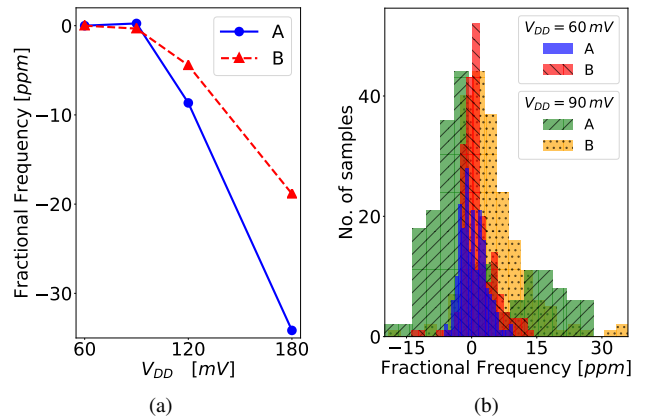 0
−10
−20
−30
Fractional Frequency [ppm]
A
B
60
120
180
V_DD [mV]
(a)
40
20
0
No. of samples
V_DD = 60 mV
A
B
V_DD = 90 mV
A
B
−15
0
15
30
Fractional Frequency [ppm]
(b)